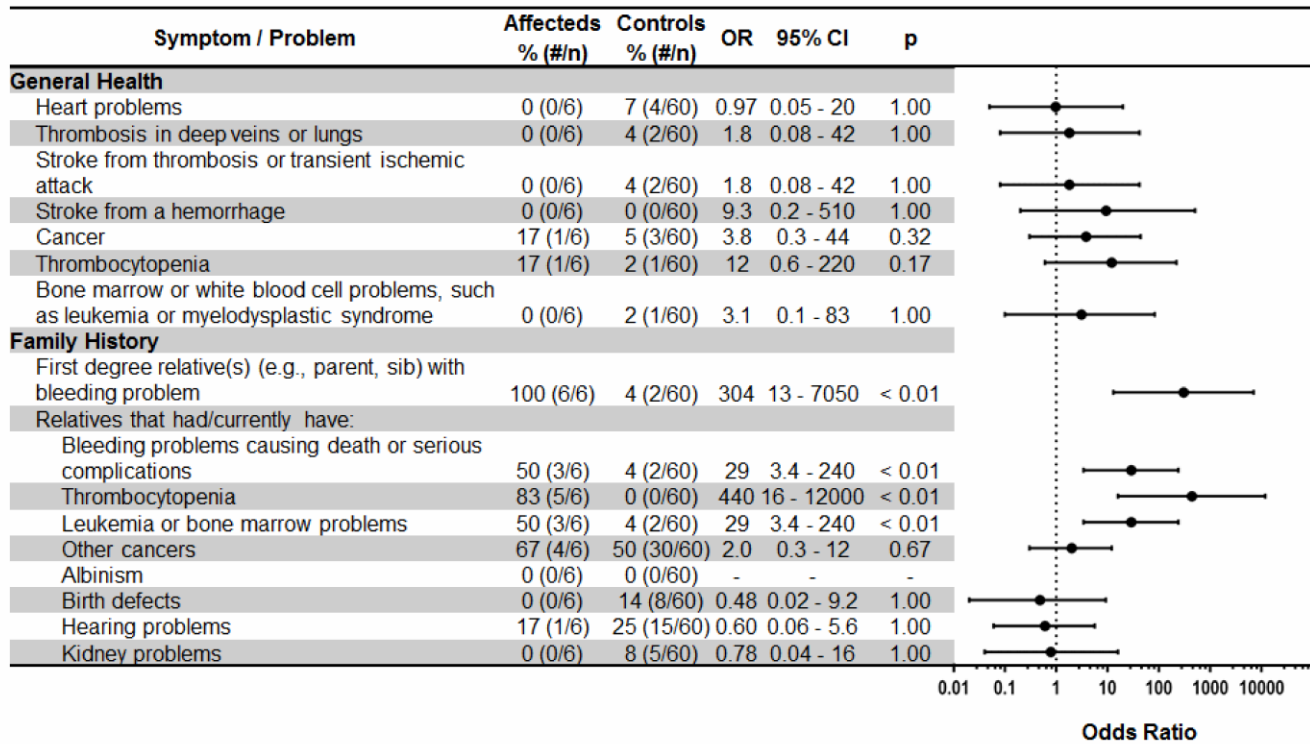 Symptom / Problem Affecteds % (#/n) Controls % (#/n) OR 95% CI p
General Health
Heart problems 0 (0/6) 7 (4/60) 0.97 0.05 - 20 1.00
Thrombosis in deep veins or lungs 0 (0/6) 4 (2/60) 1.8 0.08 - 42 1.00
Stroke from thrombosis or transient ischemic
attack 0 (0/6) 4 (2/60) 1.8 0.08 - 42 1.00
Stroke from a hemorrhage 0 (0/6) 0 (0/60) 9.3 0.2 - 510 1.00
Cancer 17 (1/6) 5 (3/60) 3.8 0.3 - 44 0.32
Thrombocytopenia 17 (1/6) 2 (1/60) 12 0.6 - 220 0.17
Bone marrow or white blood cell problems, such
as leukemia or myelodysplastic syndrome 0 (0/6) 2 (1/60) 3.1 0.1 - 83 1.00
Family History
First degree relative(s) (e.g., parent, sib) with
bleeding problem 100 (6/6) 4 (2/60) 304 13 - 7050 < 0.01
Relatives that had/currently have:
Bleeding problems causing death or serious
complications 50 (3/6) 4 (2/60) 29 3.4 - 240 < 0.01
Thrombocytopenia 83 (5/6) 0 (0/60) 440 16 - 12000 < 0.01
Leukemia or bone marrow problems 50 (3/6) 4 (2/60) 29 3.4 - 240 < 0.01
Other cancers 67 (4/6) 50 (30/60) 2.0 0.3 - 12 0.67
Albinism 0 (0/6) 0 (0/60) - - -
Birth defects 0 (0/6) 14 (8/60) 0.48 0.02 - 9.2 1.00
Hearing problems 17 (1/6) 25 (15/60) 0.60 0.06 - 5.6 1.00
Kidney problems 0 (0/6) 8 (5/60) 0.78 0.04 - 16 1.00
0.01 0.1 1 10 100 1000 10000
Odds Ratio